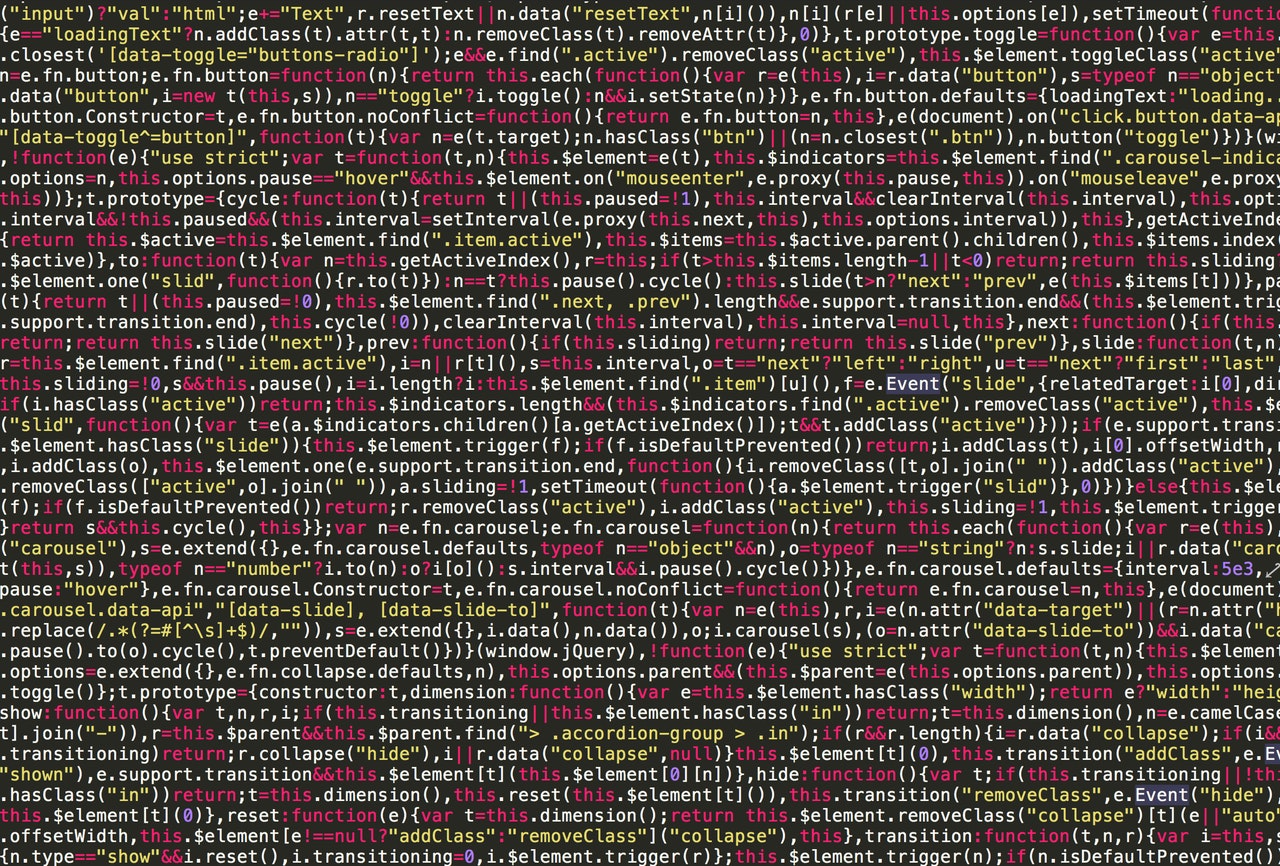 ("input")?"val":"html";e+="Text",r.resetText||n.data("resetText",n[i]()),n[i](r[e]||this.options[e]),setTimeout(functio
{e=="loadingText"?n.addClass(t).attr(t,t):n.removeClass(t).removeAttr(t)},0)},t.prototype.toggle=function(){var e=this.
.closest('[data-toggle="buttons-radio"]');e&&e.find(".active").removeClass("active"),this.$element.toggleClass("active"
n=e.fn.button;e.fn.button=function(n){return this.each(function(){var r=e(this),i=r.data("button"),s=typeof n=="object"
.data("button",i=new t(this,s)),n=="toggle"?i.toggle():n&&i.setState(n)})},e.fn.button.defaults={loadingText:"loading..
.button.Constructor=t,e.fn.button.noConflict=function(){return e.fn.button=n,this},e(document).on("click.button.data-ap
"[data-toggle^=button]",function(t){var n=e(t.target);n.hasClass("btn")||(n=n.closest(".btn")),n.button("toggle")})}(wi
,!function(e){"use strict";var t=function(t,n){this.$element=e(t),this.$indicators=this.$element.find(".carousel-indica
.options=n,this.options.pause=="hover"&&this.$element.on("mouseenter",e.proxy(this.pause,this)).on("mouseleave",e.proxy
this))};t.prototype={cycle:function(t){return t||(this.paused=!1),this.interval&&clearInterval(this.interval),this.opti
.interval&&!this.paused&&(this.interval=setInterval(e.proxy(this.next,this),this.options.interval)),this},getActiveInde
{return this.$active=this.$element.find(".item.active"),this.$items=this.$active.parent().children(),this.$items.index(
.$active)},to:function(t){var n=this.getActiveIndex(),r=this;if(t>this.$items.length-1||t<0)return;return this.sliding?
.$element.one("slid",function(){r.to(t)}):n==t?this.pause().cycle():this.slide(t>n?"next":"prev",e(this.$items[t]))},pa
(t){return t||(this.paused=!0),this.$element.find(".next, .prev").length&&e.support.transition.end&&(this.$element.trig
.support.transition.end),this.cycle(!0)),clearInterval(this.interval),this.interval=null,this},next:function(){if(this.
return;return this.slide("next")},prev:function(){if(this.sliding)return;return this.slide("prev")},slide:function(t,n)
r=this.$element.find(".item.active"),i=n||r[t](),s=this.interval,o=t=="next"?"left":"right",u=t=="next"?"first":"last",
this.sliding=!0,s&&this.pause(),i=i.length?i:this.$element.find(".item")[u](),f=e.Event("slide",{relatedTarget:i[0],dir
if(i.hasClass("active"))return;this.$indicators.length&&(this.$indicators.find(".active").removeClass("active"),this.$e
("slid",function(){var t=e(a.$indicators.children()[a.getActiveIndex()]);t&&t.addClass("active")}));if(e.support.transi
.$element.hasClass("slide")){this.$element.trigger(f);if(f.isDefaultPrevented())return;i.addClass(t),i[0].offsetWidth,r
,i.addClass(o),this.$element.one(e.support.transition.end,function(){i.removeClass([t,o].join(" ")).addClass("active"),
.removeClass(["active",o].join(" ")),a.sliding=!1,setTimeout(function(){a.$element.trigger("slid")},0)})}else{this.$ele
(f);if(f.isDefaultPrevented())return;r.removeClass("active"),i.addClass("active"),this.sliding=!1,this.$element.trigger
}return s&&this.cycle(),this}};var n=e.fn.carousel;e.fn.carousel=function(n){return this.each(function(){var r=e(this),
("carousel"),s=e.extend({},e.fn.carousel.defaults,typeof n=="object"&&n),o=typeof n=="string"?n:s.slide;i||r.data("caro
t(this,s)),typeof n=="number"?i.to(n):o?i[o]():s.interval&&i.pause().cycle()})},e.fn.carousel.defaults={interval:5e3,
pause:"hover"},e.fn.carousel.Constructor=t,e.fn.carousel.noConflict=function(){return e.fn.carousel=n,this},e(document)
.carousel.data-api","[data-slide], [data-slide-to]",function(t){var n=e(this),r,i=e(n.attr("data-target")||(r=n.attr("h
.replace(/.*(?=#[^\s]+$)/,"")),s=e.extend({},i.data(),n.data()),o;i.carousel(s),(o=n.attr("data-slide-to"))&&i.data("ca
.pause().to(o).cycle(),t.preventDefault()})}(window.jQuery),!function(e){"use strict";var t=function(t,n){this.$element
.options=e.extend({},e.fn.collapse.defaults,n),this.options.parent&&(this.$parent=e(this.options.parent)),this.options.
.toggle()};t.prototype={constructor:t,dimension:function(){var e=this.$element.hasClass("width");return e?"width":"heig
show:function(){var t,n,r,i;if(this.transitioning||this.$element.hasClass("in"))return;t=this.dimension(),n=e.camelCase
t].join("-")),r=this.$parent&&this.$parent.find("> .accordion-group > .in");if(r&&r.length){i=r.data("collapse");if(i&&
.transitioning)return;r.collapse("hide"),i||r.data("collapse",null)}this.$element[t](0),this.transition("addClass",e.Ev
"shown"),e.support.transition&&this.$element[t](this.$element[0][n])},hide:function(){var t;if(this.transitioning||!thi
.hasClass("in"))return;t=this.dimension(),this.reset(this.$element[t]()),this.transition("removeClass",e.Event("hide"),
this.$element[t](0)},reset:function(e){var t=this.dimension();return this.$element.removeClass("collapse")[t](e||"auto"
.offsetWidth,this.$element[e!==null?"addClass":"removeClass"]("collapse"),this},transition:function(t,n,r){var i=this,s
{n.type=="show"&&i.reset(),i.transitioning=0,i.$element.trigger(r)};this.$element.trigger(n);if(n.isDefaultPrevented())